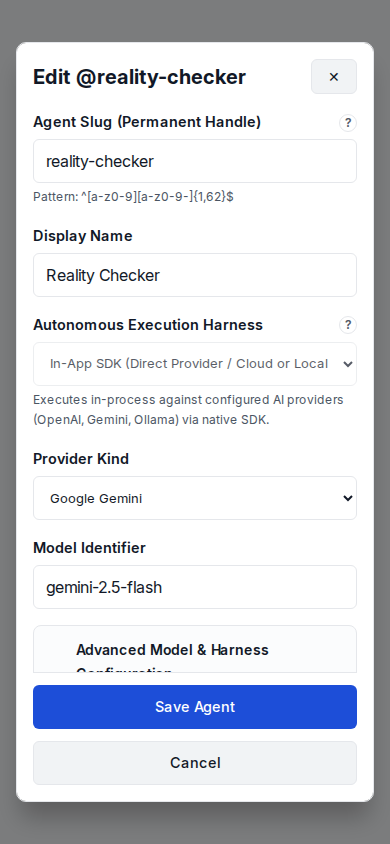 Edit @reality-checker
✕
Agent Slug (Permanent Handle)
?
reality-checker
Pattern: ^[a-z0-9][a-z0-9-]{1,62}$
Display Name
Reality Checker
Autonomous Execution Harness
?
In-App SDK (Direct Provider / Cloud or Local
Executes in-process against configured AI providers
(OpenAI, Gemini, Ollama) via native SDK.
Provider Kind
Google Gemini
Model Identifier
gemini-2.5-flash
Advanced Model & Harness
Configuration
Save Agent
Cancel